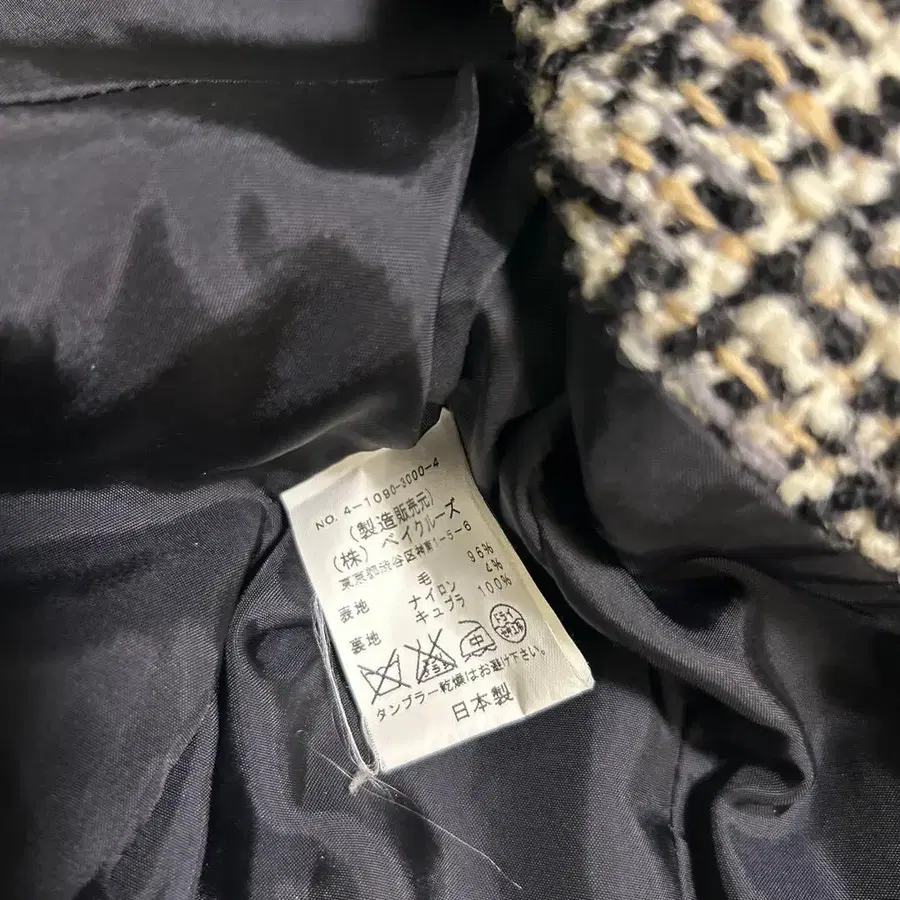 NO. 4-1090-3000-4
(製造販売元)
(株) ベイクルーズ
東京都渋谷区神南1-5-6
表地 毛 96%
ナイロン 4%
裏地 キュプラ 100%
タンブラー乾燥はお避け下さい。
日本製